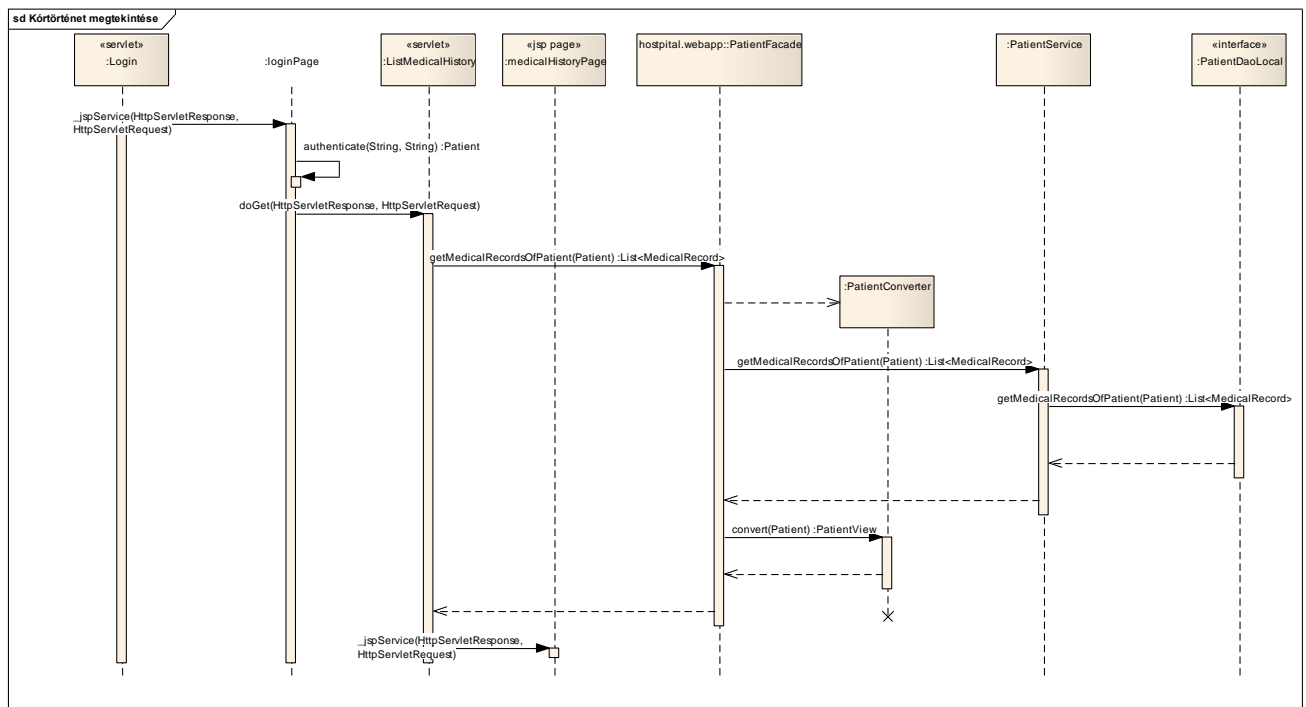 sd Kórtörténet megtekintése
«servlet»
:Login
:loginPage
«servlet»
:ListMedicalHistory
«jsp page»
:medicalHistoryPage
hostpital.webapp::PatientFacade
:PatientService
«interface»
:PatientDaoLocal
_jspService(HttpServletResponse,
HttpServletRequest)
authenticate(String, String) :Patient
doGet(HttpServletResponse, HttpServletRequest)
getMedicalRecordsOfPatient(Patient) :List<MedicalRecord>
:PatientConverter
getMedicalRecordsOfPatient(Patient) :List<MedicalRecord>
getMedicalRecordsOfPatient(Patient) :List<MedicalRecord>
convert(Patient) :PatientView
_jspService(HttpServletResponse,
HttpServletRequest)